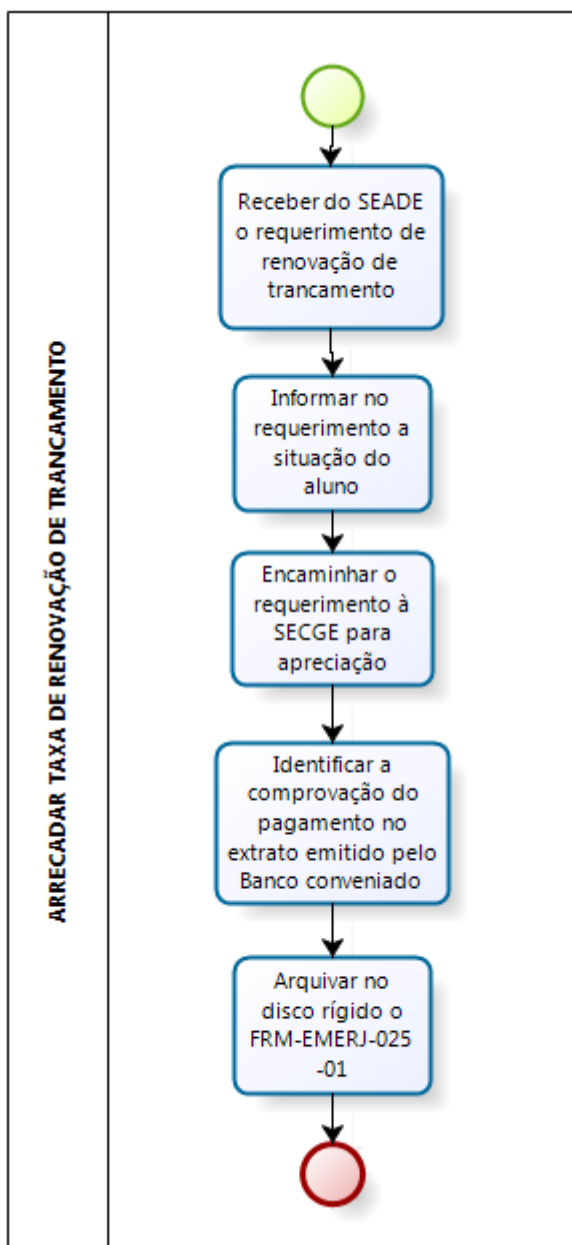 ARRECADAR TAXA DE RENOVAÇÃO DE TRANCAMENTO
Receber do SEADE
o requerimento de
renovação de
trancamento
Informar no
requerimento a
situação do
aluno
Encaminhar o
requerimento à
SECGE para
apreciação
Identificar a
comprovação do
pagamento no
extrato emitido pelo
Banco conveniado
Arquivar no
disco rígido o
FRM-EMERJ-025
-01